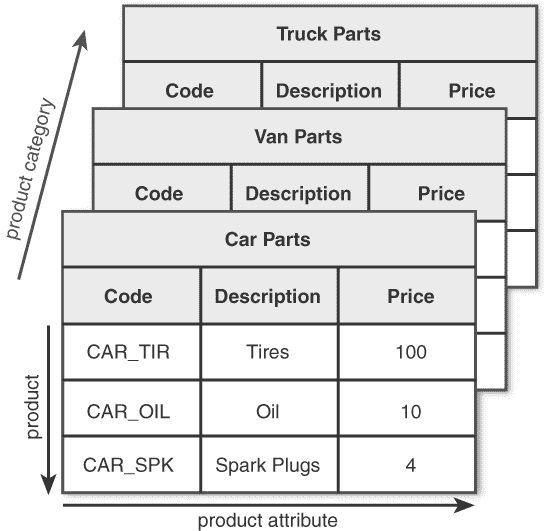 Truck Parts
Code Description Price
Van Parts
Code Description Price
product category
Car Parts
Code Description Price
CAR_TIR Tires 100
CAR_OIL Oil 10
CAR_SPK Spark Plugs 4
product
product attribute